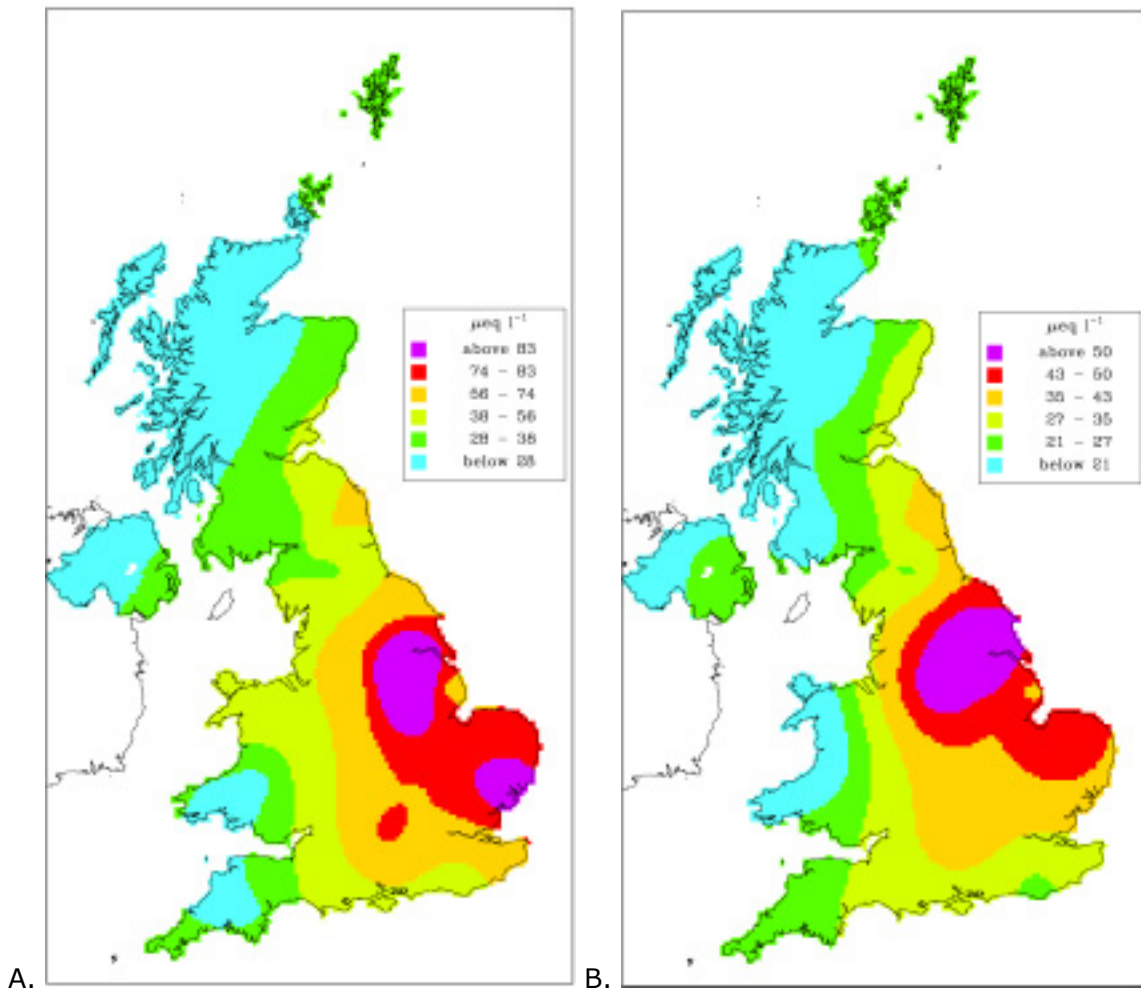 μeq l⁻¹
above 83
74 – 83
56 – 74
38 – 56
28 – 38
below 28
A.
μeq l⁻¹
above 50
43 – 50
35 – 43
27 – 35
21 – 27
below 21
B.